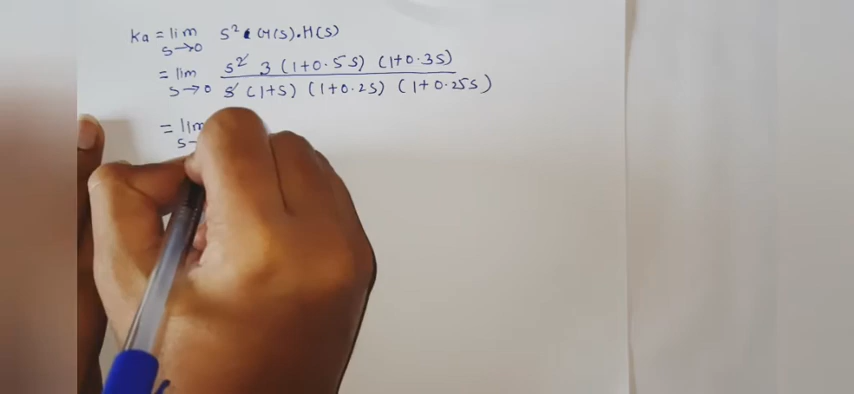 Ka = lim s→0 s² G(s).H(s)
= lim s→0 s² 3 (1+0.5s) (1+0.3s) / s (1+s) (1+0.2s) (1+0.25s)
= lim s